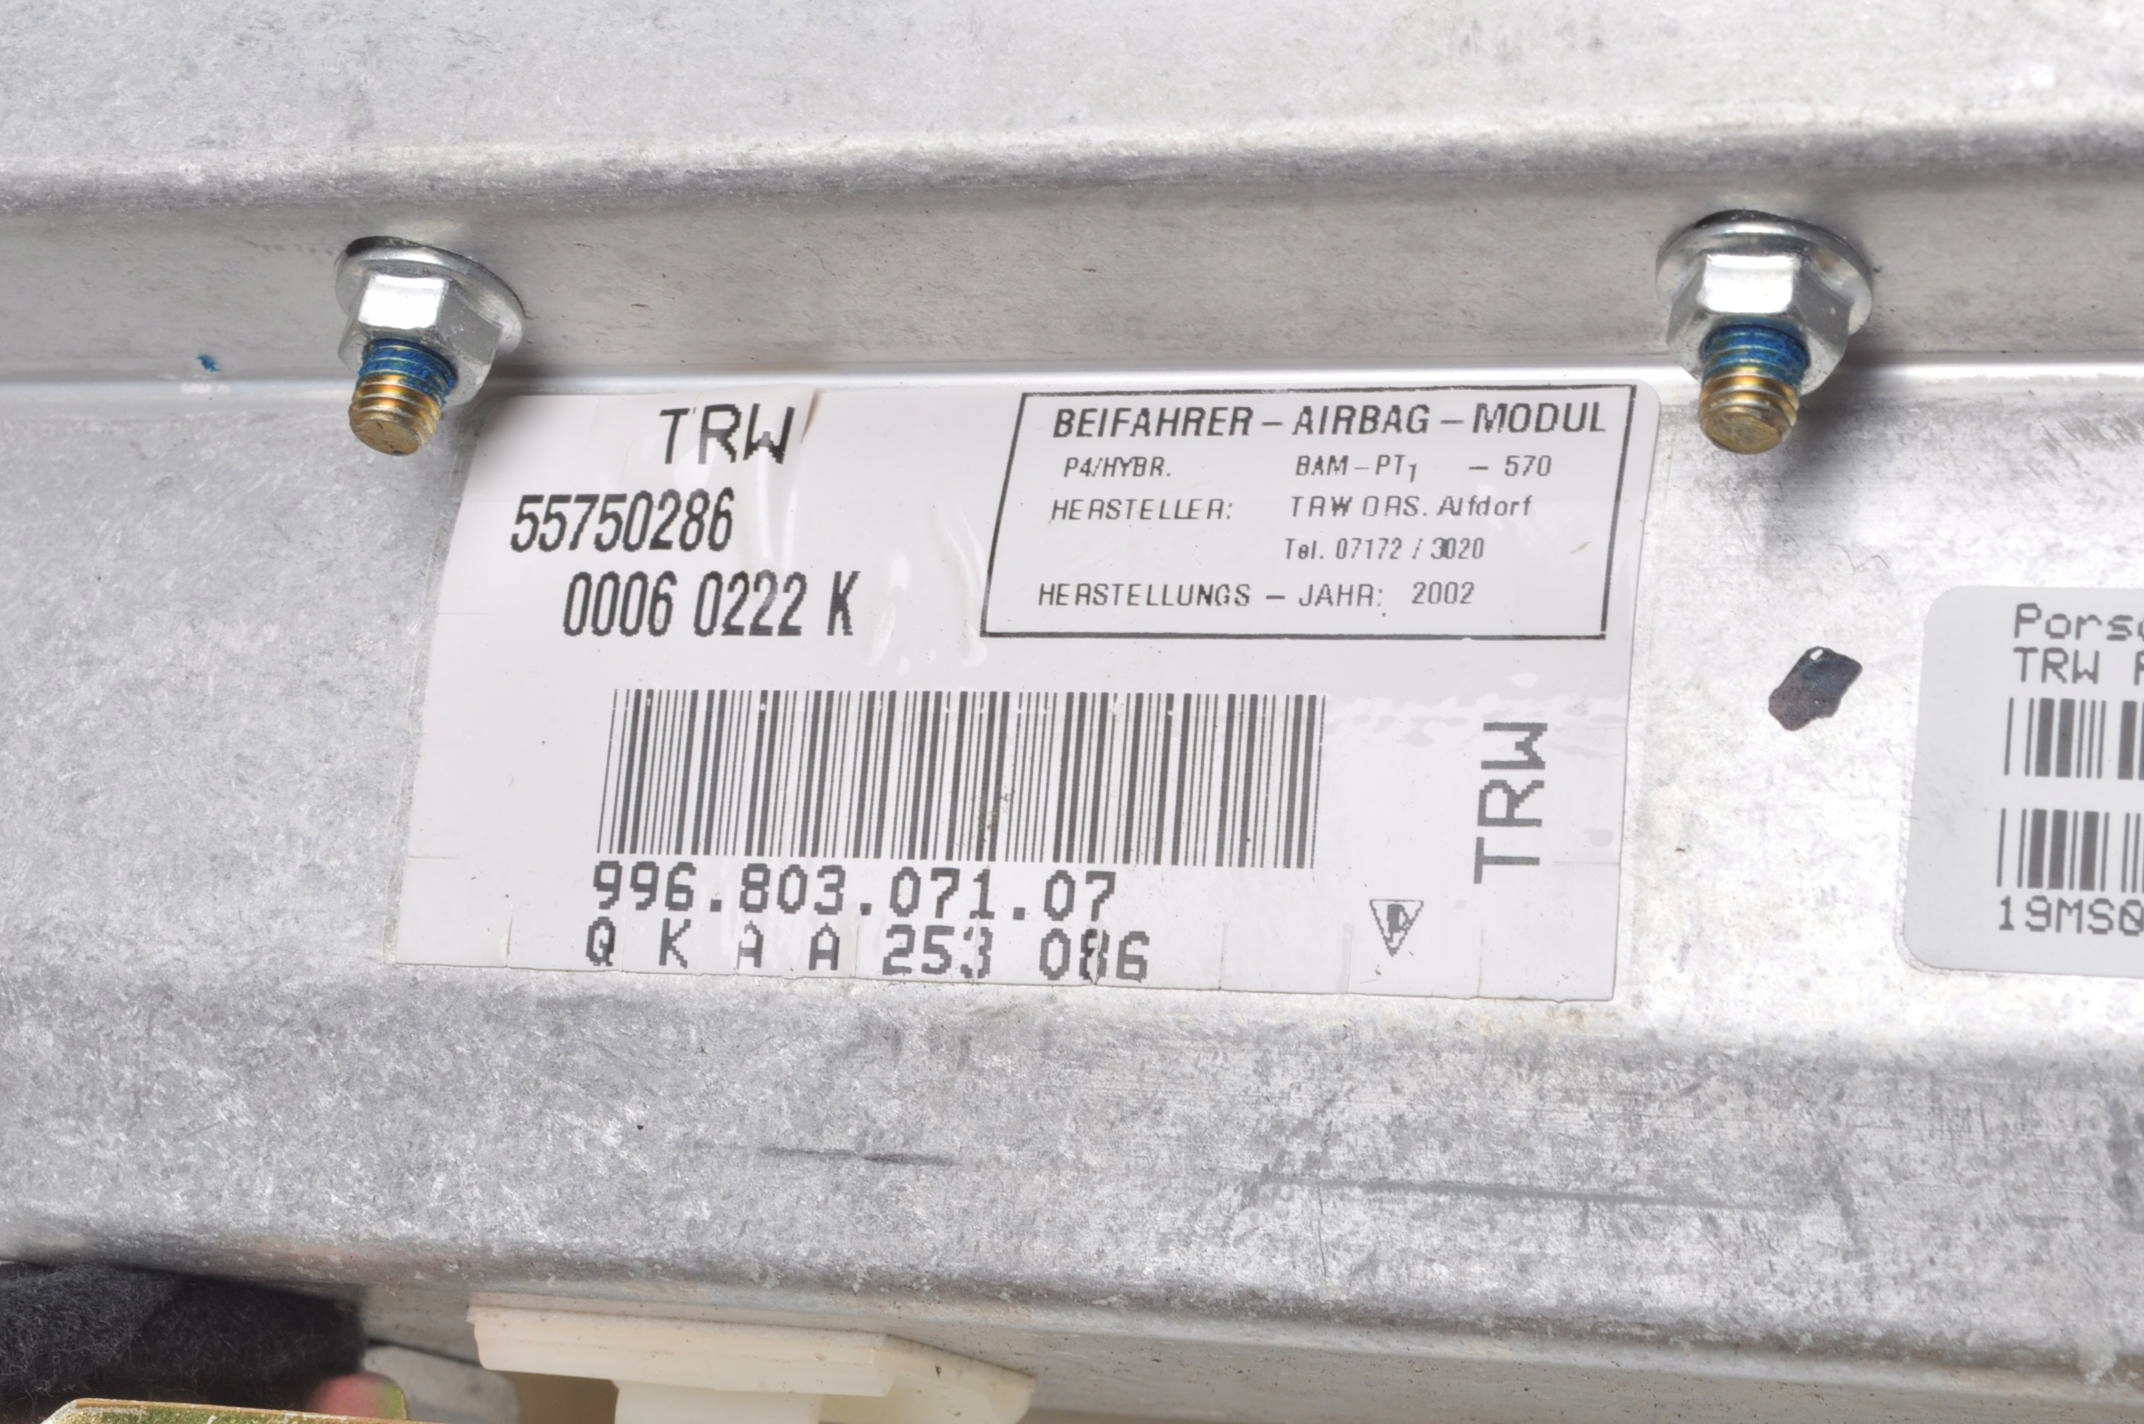 TRW
55750286
0006 0222 K
BEIFAHRER – AIRBAG – MODUL
P4/HYBR. BAM – PT1 – 570
HERSTELLER: TRW ORS. Alfdorf
Tel. 07172 / 3020
HERSTELLUNGS – JAHR: 2002
996.803.071.07
Q K A A 253 086
TRW
TRW